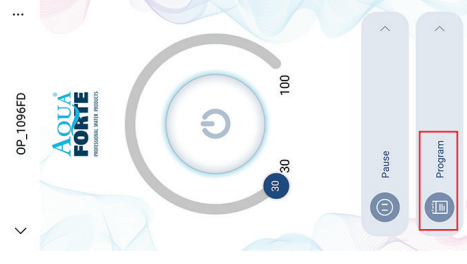 OP_1096FD
AQUA
FORTE
PROFESSIONAL WATER PRODUCTS
30
30
100
Pause
Program